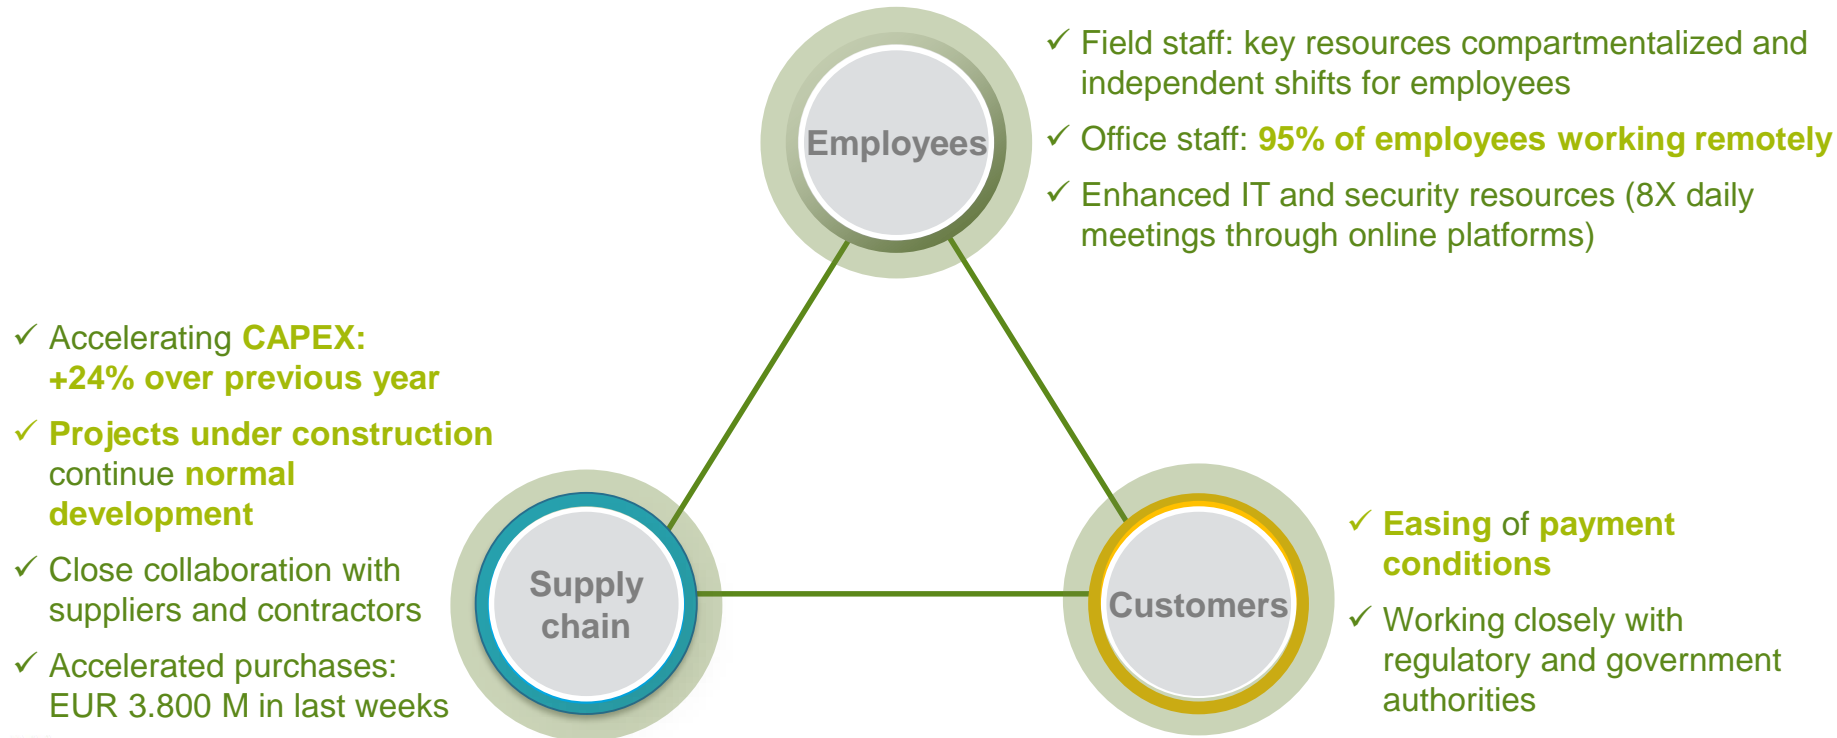 Employees
✓ Field staff: key resources compartmentalized and
independent shifts for employees
✓ Office staff: 95% of employees working remotely
✓ Enhanced IT and security resources (8X daily
meetings through online platforms)
✓ Accelerating CAPEX:
+24% over previous year
✓ Projects under construction
continue normal
development
✓ Close collaboration with
suppliers and contractors
✓ Accelerated purchases:
EUR 3.800 M in last weeks
Supply
chain
Customers
✓ Easing of payment
conditions
✓ Working closely with
regulatory and government
authorities